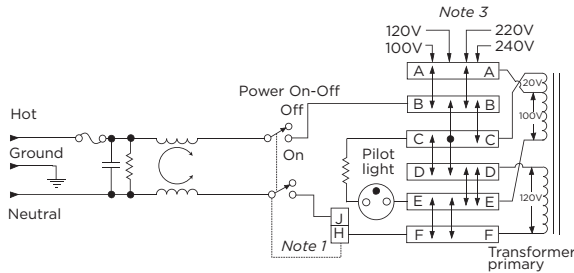 Note 3
120V
220V
100V
240V
A A
20V
Power On-Off
Off
B B
100V
Hot
Ground
On
C C
Pilot
light
D D
120V
E E
Neutral
J
H
Note 1
F F
Transformer
primary